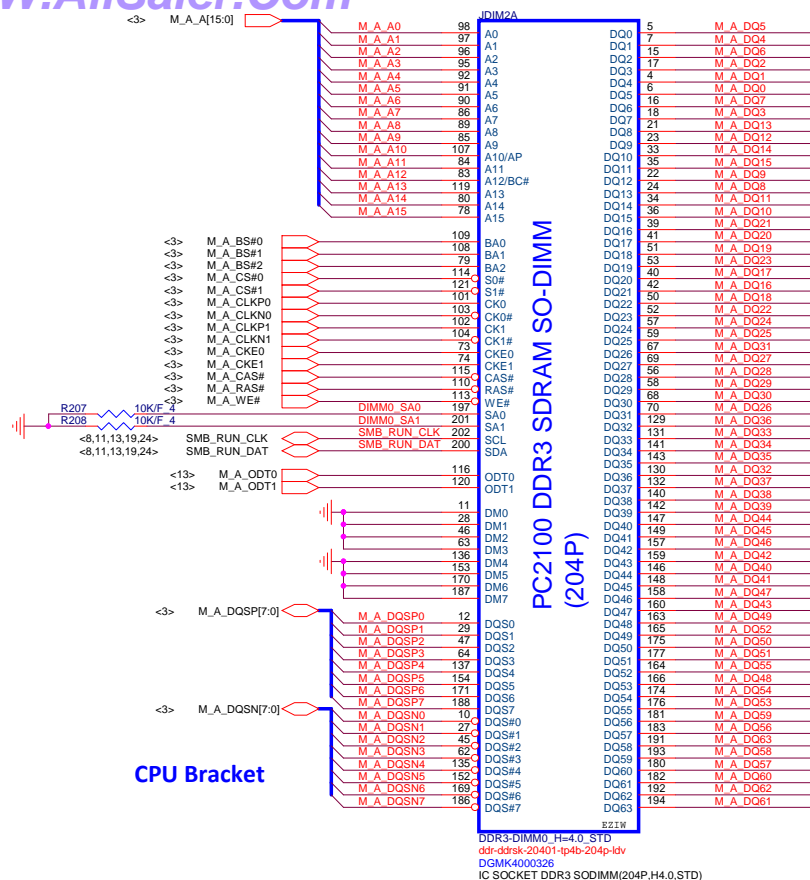 W.AliSaler.Com
<3> M_A_A[15:0]
JDIM2A
M_A_A0 98 A0
M_A_A1 97 A1
M_A_A2 96 A2
M_A_A3 95 A3
M_A_A4 92 A4
M_A_A5 91 A5
M_A_A6 90 A6
M_A_A7 86 A7
M_A_A8 89 A8
M_A_A9 85 A9
M_A_A10 107 A10/AP
M_A_A11 84 A11
M_A_A12 83 A12/BC#
M_A_A13 119 A13
M_A_A14 80 A14
M_A_A15 78 A15
<3> M_A_BS#0 109 BA0
<3> M_A_BS#1 108 BA1
<3> M_A_BS#2 79 BA2
<3> M_A_CS#0 114 S0#
<3> M_A_CS#1 121 S1#
<3> M_A_CLKP0 101 CK0
<3> M_A_CLKN0 103 CK0#
<3> M_A_CLKP1 102 CK1
<3> M_A_CLKN1 104 CK1#
<3> M_A_CKE0 73 CKE0
<3> M_A_CKE1 74 CKE1
<3> M_A_CAS# 115 CAS#
<3> M_A_RAS# 110 RAS#
<3> M_A_WE# 113 WE#
R207 10K/F_4 DIMM0_SA0 197 SA0
R208 10K/F_4 DIMM0_SA1 201 SA1
<8,11,13,19,24> SMB_RUN_CLK SMB_RUN_CLK 202 SCL
<8,11,13,19,24> SMB_RUN_DAT SMB_RUN_DAT 200 SDA
<13> M_A_ODT0 116 ODT0
<13> M_A_ODT1 120 ODT1
11 DM0
28 DM1
46 DM2
63 DM3
136 DM4
153 DM5
170 DM6
187 DM7
<3> M_A_DQSP[7:0]
M_A_DQSP0 12 DQS0
M_A_DQSP1 29 DQS1
M_A_DQSP2 47 DQS2
M_A_DQSP3 64 DQS3
M_A_DQSP4 137 DQS4
M_A_DQSP5 154 DQS5
M_A_DQSP6 171 DQS6
M_A_DQSP7 188 DQS7
<3> M_A_DQSN[7:0]
M_A_DQSN0 10 DQS#0
M_A_DQSN1 27 DQS#1
M_A_DQSN2 45 DQS#2
M_A_DQSN3 62 DQS#3
M_A_DQSN4 135 DQS#4
M_A_DQSN5 152 DQS#5
M_A_DQSN6 169 DQS#6
M_A_DQSN7 186 DQS#7
CPU Bracket
PC2100 DDR3 SDRAM SO-DIMM
(204P)
DQ0 5 M_A_DQ5
DQ1 7 M_A_DQ4
DQ2 15 M_A_DQ6
DQ3 17 M_A_DQ2
DQ4 4 M_A_DQ1
DQ5 6 M_A_DQ0
DQ6 16 M_A_DQ7
DQ7 18 M_A_DQ3
DQ8 21 M_A_DQ13
DQ9 23 M_A_DQ12
DQ10 33 M_A_DQ14
DQ11 35 M_A_DQ15
DQ12 22 M_A_DQ9
DQ13 24 M_A_DQ8
DQ14 34 M_A_DQ11
DQ15 36 M_A_DQ10
DQ16 39 M_A_DQ21
DQ17 41 M_A_DQ20
DQ18 51 M_A_DQ19
DQ19 53 M_A_DQ23
DQ20 40 M_A_DQ17
DQ21 42 M_A_DQ16
DQ22 50 M_A_DQ18
DQ23 52 M_A_DQ22
DQ24 57 M_A_DQ24
DQ25 59 M_A_DQ25
DQ26 67 M_A_DQ31
DQ27 69 M_A_DQ27
DQ28 56 M_A_DQ28
DQ29 58 M_A_DQ29
DQ30 68 M_A_DQ30
DQ31 70 M_A_DQ26
DQ32 129 M_A_DQ36
DQ33 131 M_A_DQ33
DQ34 141 M_A_DQ34
DQ35 143 M_A_DQ35
DQ36 130 M_A_DQ32
DQ37 132 M_A_DQ37
DQ38 140 M_A_DQ38
DQ39 142 M_A_DQ39
DQ40 147 M_A_DQ44
DQ41 149 M_A_DQ45
DQ42 157 M_A_DQ46
DQ43 159 M_A_DQ42
DQ44 146 M_A_DQ40
DQ45 148 M_A_DQ41
DQ46 158 M_A_DQ47
DQ47 160 M_A_DQ43
DQ48 163 M_A_DQ49
DQ49 165 M_A_DQ52
DQ50 175 M_A_DQ50
DQ51 177 M_A_DQ51
DQ52 164 M_A_DQ55
DQ53 166 M_A_DQ48
DQ54 174 M_A_DQ54
DQ55 176 M_A_DQ53
DQ56 181 M_A_DQ59
DQ57 183 M_A_DQ56
DQ58 191 M_A_DQ63
DQ59 193 M_A_DQ58
DQ60 180 M_A_DQ57
DQ61 182 M_A_DQ60
DQ62 192 M_A_DQ62
DQ63 194 M_A_DQ61
EZIW
DDR3-DIMM0_H=4.0_STD
ddr-ddrsk-20401-tp4b-204p-ldv
DGMK4000326
IC SOCKET DDR3 SODIMM(204P,H4.0,STD)